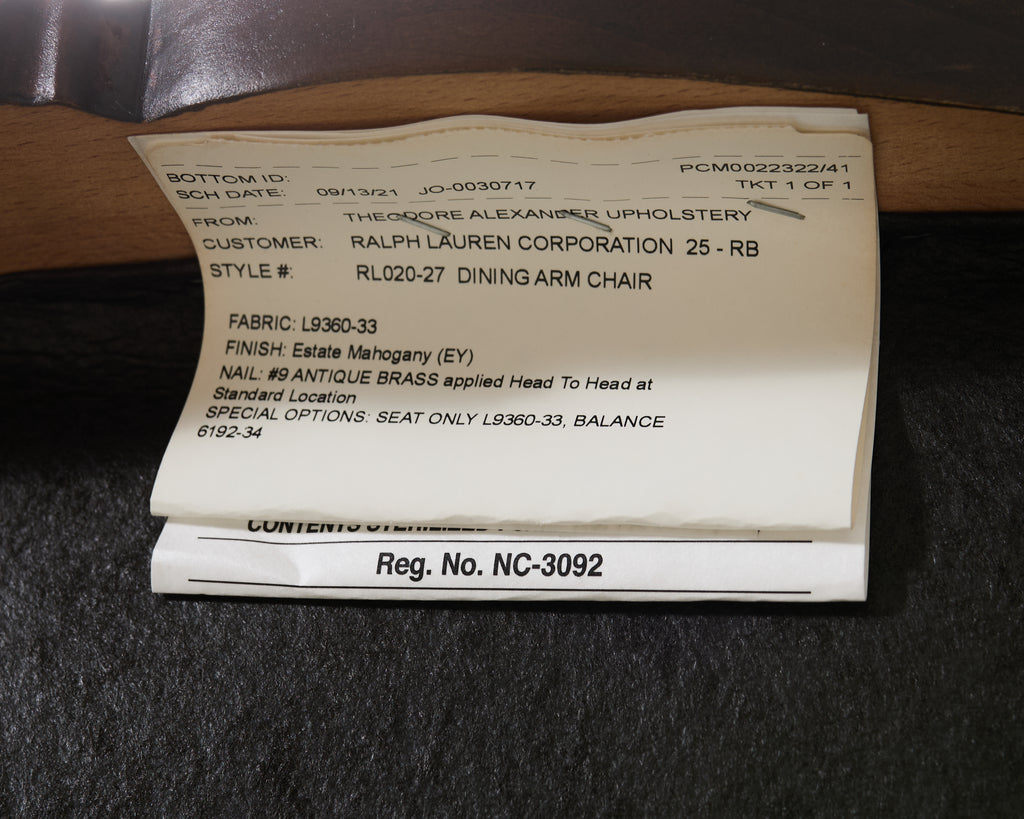 BOTTOM ID: PCM0022322/41
SCH DATE: 09/13/21 JO-0030717 TKT 1 OF 1
FROM: THEODORE ALEXANDER UPHOLSTERY
CUSTOMER: RALPH LAUREN CORPORATION 25 - RB
STYLE #: RL020-27 DINING ARM CHAIR
FABRIC: L9360-33
FINISH: Estate Mahogany (EY)
NAIL: #9 ANTIQUE BRASS applied Head To Head at
Standard Location
SPECIAL OPTIONS: SEAT ONLY L9360-33, BALANCE
6192-34
CONTENTS STERILIZED
Reg. No. NC-3092